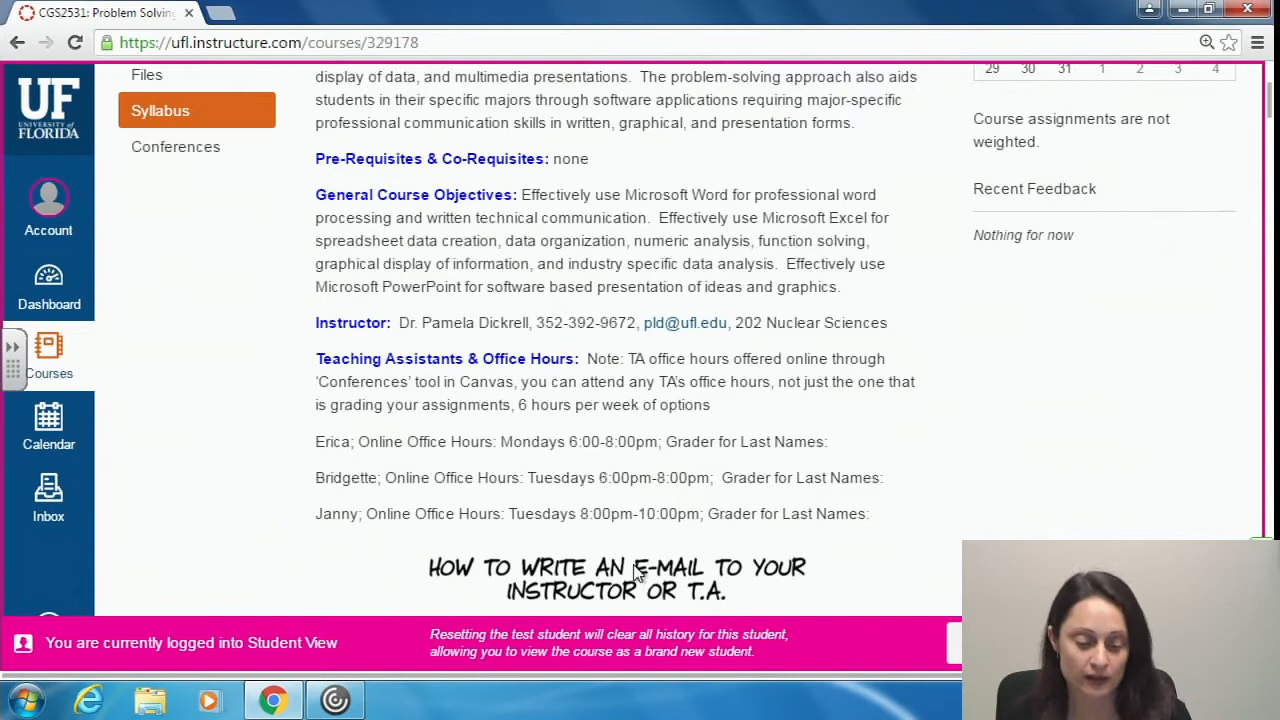 CGS2531: Problem Solving
https://ufl.instructure.com/courses/329178
UF
UNIVERSITY of
FLORIDA
Account
Dashboard
Courses
Calendar
Inbox
Files
Syllabus
Conferences
display of data, and multimedia presentations.  The problem-solving approach also aids
students in their specific majors through software applications requiring major-specific
professional communication skills in written, graphical, and presentation forms.
Pre-Requisites & Co-Requisites: none
General Course Objectives: Effectively use Microsoft Word for professional word
processing and written technical communication.  Effectively use Microsoft Excel for
spreadsheet data creation, data organization, numeric analysis, function solving,
graphical display of information, and industry specific data analysis.  Effectively use
Microsoft PowerPoint for software based presentation of ideas and graphics.
Instructor:  Dr. Pamela Dickrell, 352-392-9672, pld@ufl.edu, 202 Nuclear Sciences
Teaching Assistants & Office Hours:  Note: TA office hours offered online through
‘Conferences’ tool in Canvas, you can attend any TA’s office hours, not just the one that
is grading your assignments, 6 hours per week of options
Erica; Online Office Hours: Mondays 6:00-8:00pm; Grader for Last Names:
Bridgette; Online Office Hours: Tuesdays 6:00pm-8:00pm;  Grader for Last Names:
Janny; Online Office Hours: Tuesdays 8:00pm-10:00pm; Grader for Last Names:
HOW TO WRITE AN E-MAIL TO YOUR
INSTRUCTOR OR T.A.
29 30 31 1 2 3 4
Course assignments are not
weighted.
Recent Feedback
Nothing for now
You are currently logged into Student View
Resetting the test student will clear all history for this student,
allowing you to view the course as a brand new student.